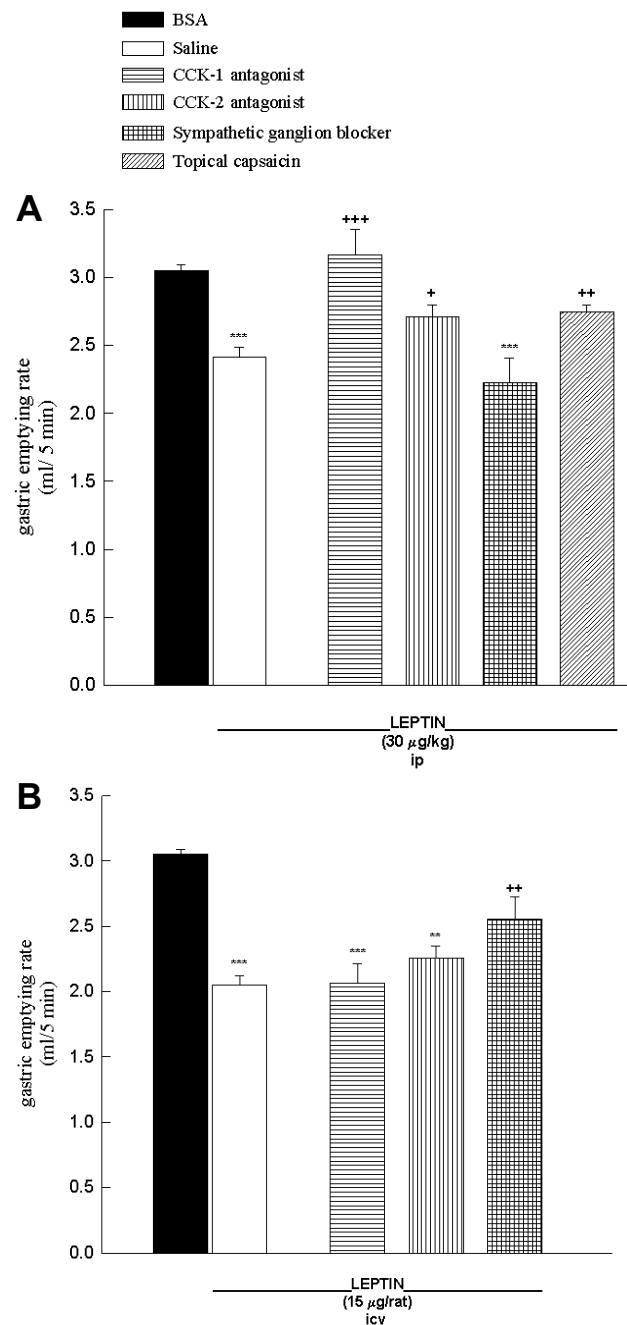 BSA
Saline
CCK-1 antagonist
CCK-2 antagonist
Sympathetic ganglion blocker
Topical capsaicin
A
3.5
3.0
2.5
2.0
1.5
1.0
0.5
0.0
gastric emptying rate
(ml/ 5 min)
***
+++
+
***
++
LEPTIN
(30 µg/kg)
ip
B
3.5
3.0
2.5
2.0
1.5
1.0
0.5
0.0
gastric emptying rate
(ml/5 min)
***
***
**
++
LEPTIN
(15 µg/rat)
icv